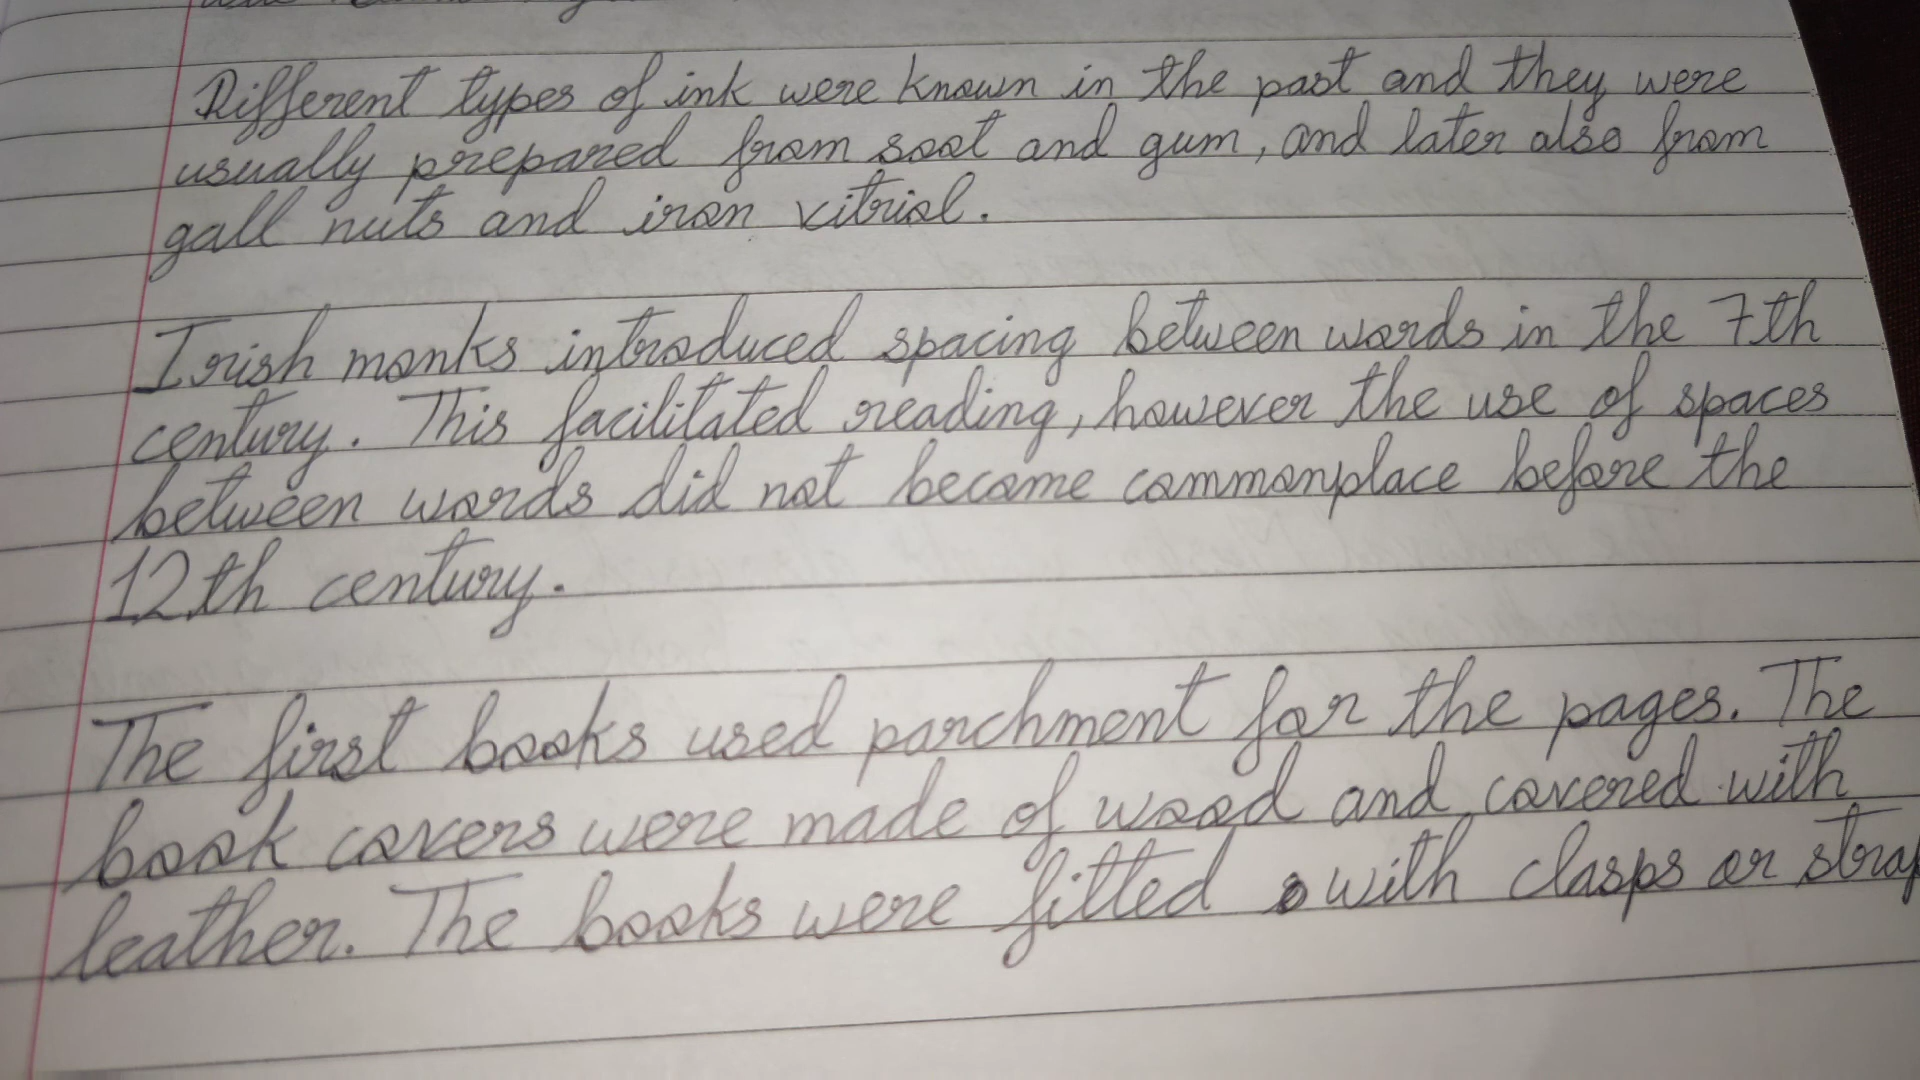 Different types of ink were known in the past and they were
usually prepared from soot and gum, and later also from
gall nuts and iron vitriol.
Irish monks introduced spacing between words in the 7th
century. This facilitated reading, however the use of spaces
between words did not become commonplace before the
12th century.
The first books used parchment for the pages. The
book covers were made of wood and covered with
leather. The books were fitted with clasps or strap